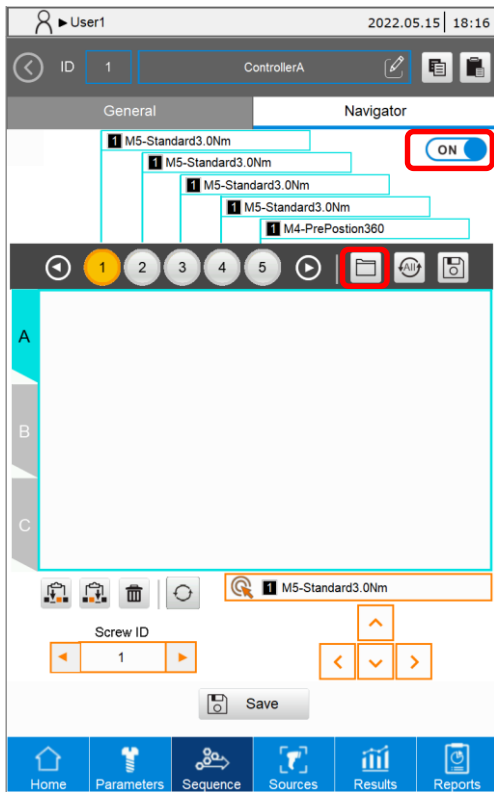 User1 2022.05.15 18:16
ID 1 ControllerA
General Navigator
1 M5-Standard3.0Nm
ON
1 M5-Standard3.0Nm
1 M5-Standard3.0Nm
1 M5-Standard3.0Nm
1 M4-PrePostion360
1 2 3 4 5 All
A
B
C
1 M5-Standard3.0Nm
Screw ID
1
Save
Home Parameters Sequence Sources Results Reports